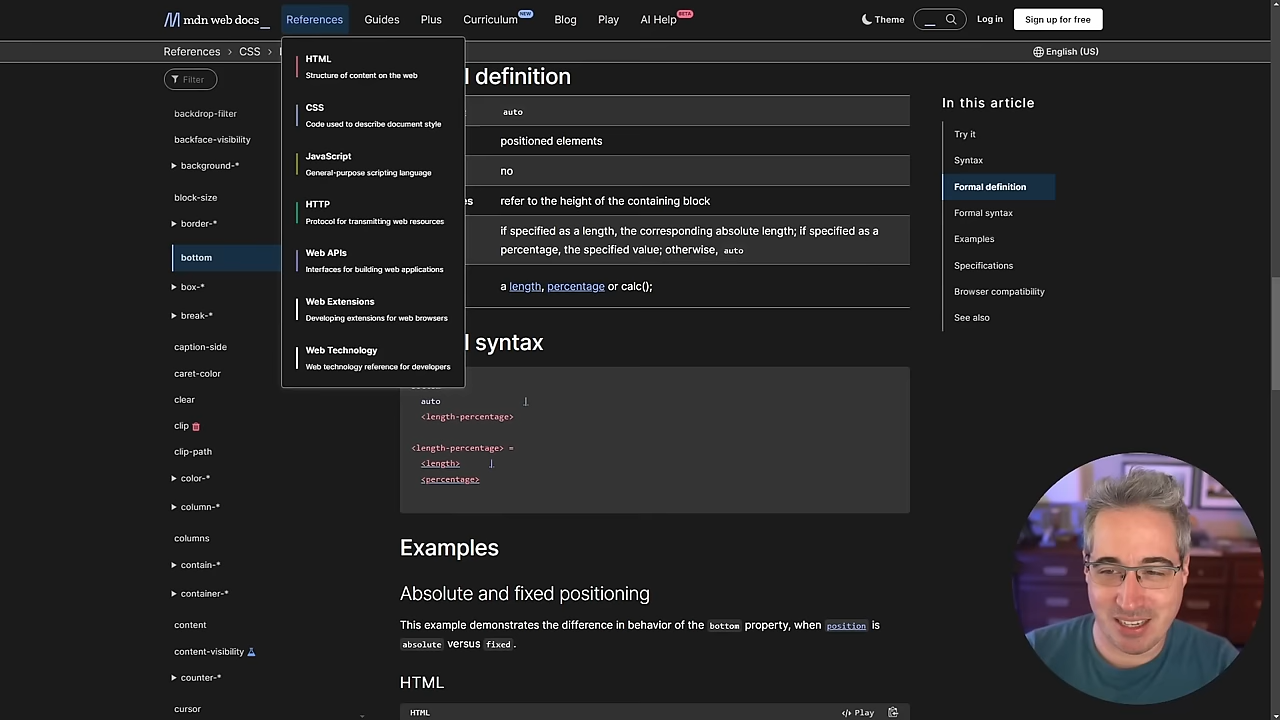 mdn web docs_
References
Guides
Plus
Curriculum NEW
Blog
Play
AI Help BETA
Theme
Log in
Sign up for free
References > CSS >
English (US)
Filter
backdrop-filter
backface-visibility
background-*
block-size
border-*
bottom
box-*
break-*
caption-side
caret-color
clear
clip
clip-path
color-*
column-*
columns
contain-*
container-*
content
content-visibility
counter-*
cursor
HTML
Structure of content on the web
CSS
Code used to describe document style
JavaScript
General-purpose scripting language
HTTP
Protocol for transmitting web resources
Web APIs
Interfaces for building web applications
Web Extensions
Developing extensions for web browsers
Web Technology
Web technology reference for developers
definition
auto
positioned elements
no
refer to the height of the containing block
if specified as a length, the corresponding absolute length; if specified as a
percentage, the specified value; otherwise, auto
a length, percentage or calc();
syntax
auto |
<length-percentage>
<length-percentage> =
<length> |
<percentage>
Examples
Absolute and fixed positioning
This example demonstrates the difference in behavior of the bottom property, when position is
absolute versus fixed.
HTML
HTML
Play
In this article
Try it
Syntax
Formal definition
Formal syntax
Examples
Specifications
Browser compatibility
See also